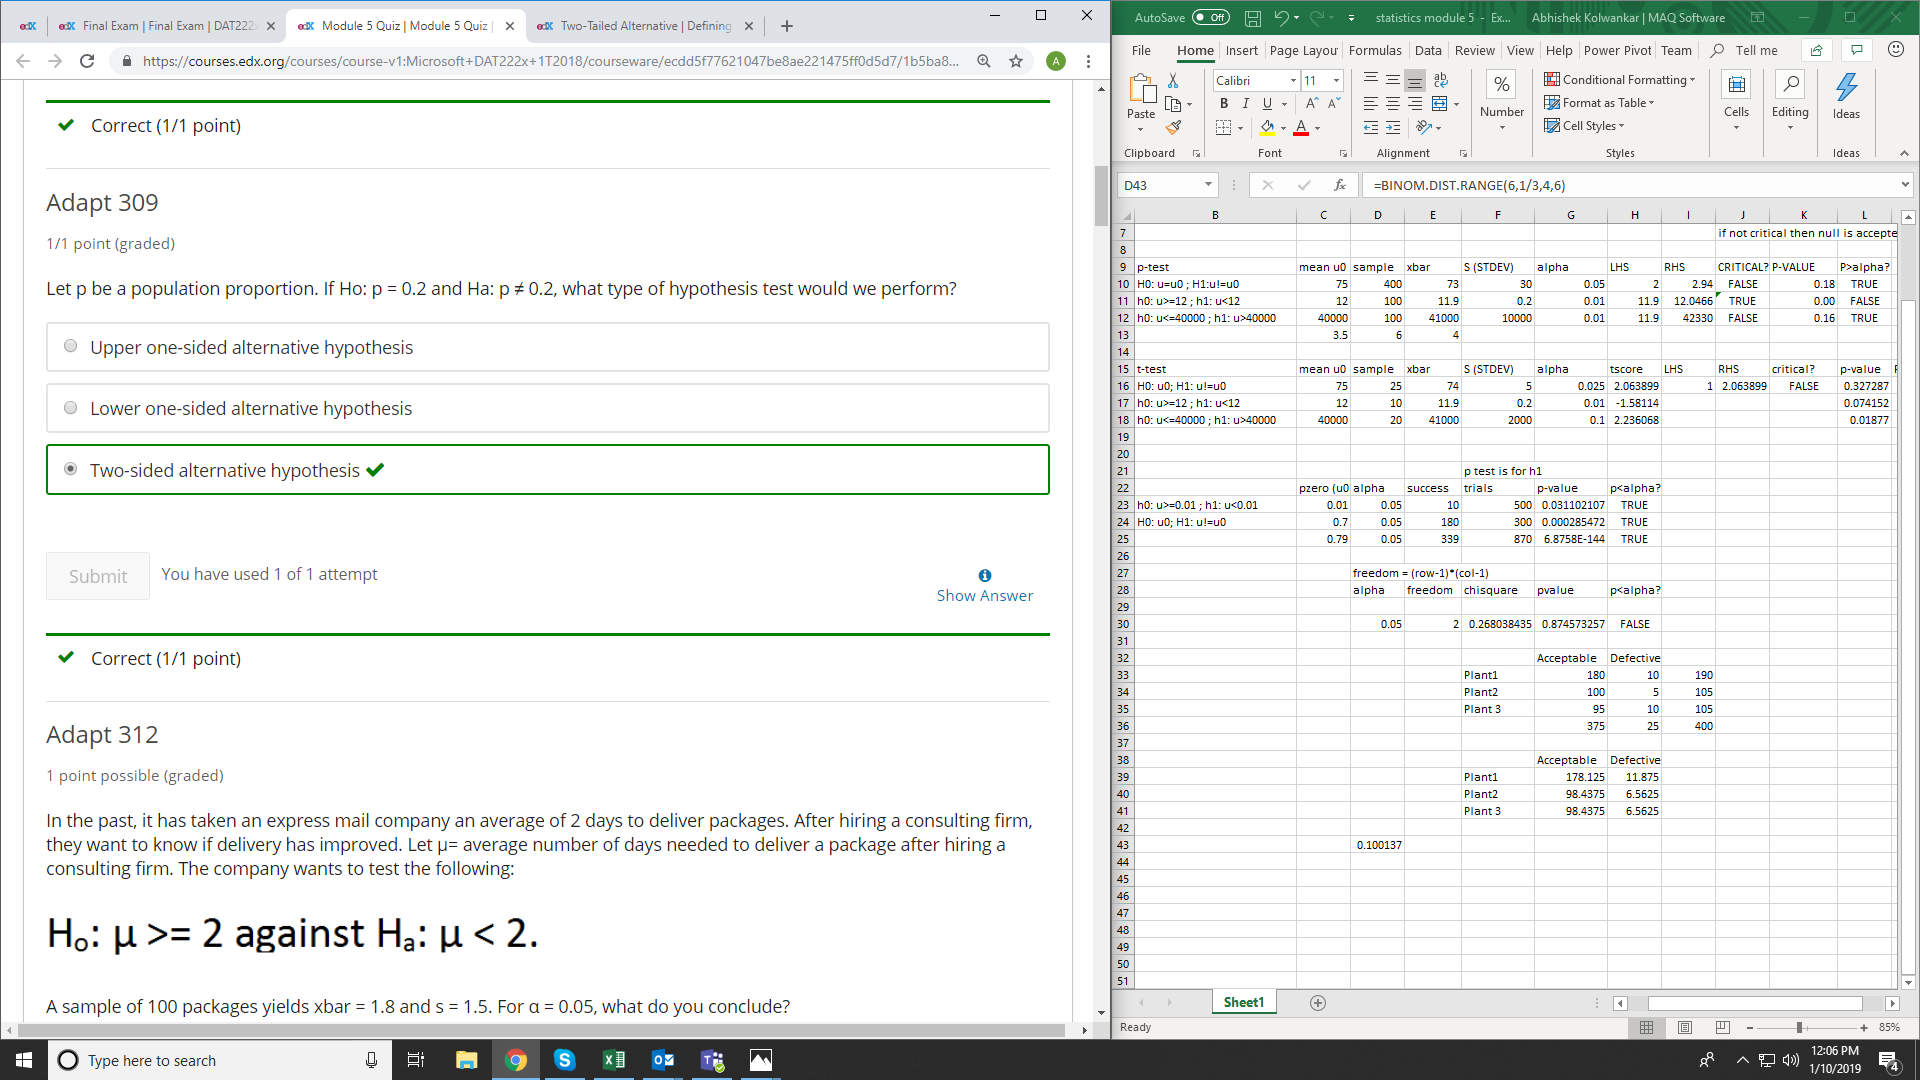 Final Exam | Final Exam | DAT222
Module 5 Quiz | Module 5 Quiz |
Two-Tailed Alternative | Defining
https://courses.edx.org/courses/course-v1:Microsoft+DAT222x+1T2018/courseware/ecdd5f77621047be8ae221475ff0d5d7/1b5ba8...
A
Correct (1/1 point)
Adapt 309
1/1 point (graded)
Let p be a population proportion. If Ho: p = 0.2 and Ha: p ≠ 0.2, what type of hypothesis test would we perform?
Upper one-sided alternative hypothesis
Lower one-sided alternative hypothesis
Two-sided alternative hypothesis
Submit
You have used 1 of 1 attempt
Show Answer
Correct (1/1 point)
Adapt 312
1 point possible (graded)
In the past, it has taken an express mail company an average of 2 days to deliver packages. After hiring a consulting firm,
they want to know if delivery has improved. Let μ= average number of days needed to deliver a package after hiring a
consulting firm. The company wants to test the following:
Ho: μ >= 2 against Ha: μ < 2.
A sample of 100 packages yields xbar = 1.8 and s = 1.5. For α = 0.05, what do you conclude?
AutoSave Off statistics module 5 - Ex... Abhishek Kolwankar | MAQ Software
File Home Insert Page Layou Formulas Data Review View Help Power Pivot Team Tell me
Paste
Calibri 11
B I U
Number
Conditional Formatting
Format as Table
Cell Styles
Cells
Editing
Ideas
Clipboard Font Alignment Styles Ideas
D43 fx =BINOM.DIST.RANGE(6,1/3,4,6)
B C D E F G H I J K L
7 if not critical then null is accepte
8
9 p-test mean u0 sample xbar S (STDEV) alpha LHS RHS CRITICAL? P-VALUE P>alpha?
10 H0: u=u0 ; H1:u!=u0 75 400 73 30 0.05 2 2.94 FALSE 0.18 TRUE
11 h0: u>=12 ; h1: u<12 12 100 11.9 0.2 0.01 11.9 12.0466 TRUE 0.00 FALSE
12 h0: u<=40000 ; h1: u>40000 40000 100 41000 10000 0.01 11.9 42330 FALSE 0.16 TRUE
13 3.5 6 4
14
15 t-test mean u0 sample xbar S (STDEV) alpha tscore LHS RHS critical? p-value
16 H0: u0; H1: u!=u0 75 25 74 5 0.025 2.063899 1 2.063899 FALSE 0.327287
17 h0: u>=12 ; h1: u<12 12 10 11.9 0.2 0.01 -1.58114 0.074152
18 h0: u<=40000 ; h1: u>40000 40000 20 41000 2000 0.1 2.236068 0.01877
19
20
21 p test is for h1
22 pzero (u0 alpha success trials p-value p<alpha?
23 h0: u>=0.01 ; h1: u<0.01 0.01 0.05 10 500 0.031102107 TRUE
24 H0: u0; H1: u!=u0 0.7 0.05 180 300 0.000285472 TRUE
25 0.79 0.05 339 870 6.8758E-144 TRUE
26
27 freedom = (row-1)*(col-1)
28 alpha freedom chisquare pvalue p<alpha?
29
30 0.05 2 0.268038435 0.874573257 FALSE
31
32 Acceptable Defective
33 Plant1 180 10 190
34 Plant2 100 5 105
35 Plant 3 95 10 105
36 375 25 400
37
38 Acceptable Defective
39 Plant1 178.125 11.875
40 Plant2 98.4375 6.5625
41 Plant 3 98.4375 6.5625
42
43 0.100137
44
45
46
47
48
49
50
51
Sheet1
Ready
85%
Type here to search
12:06 PM
1/10/2019
4